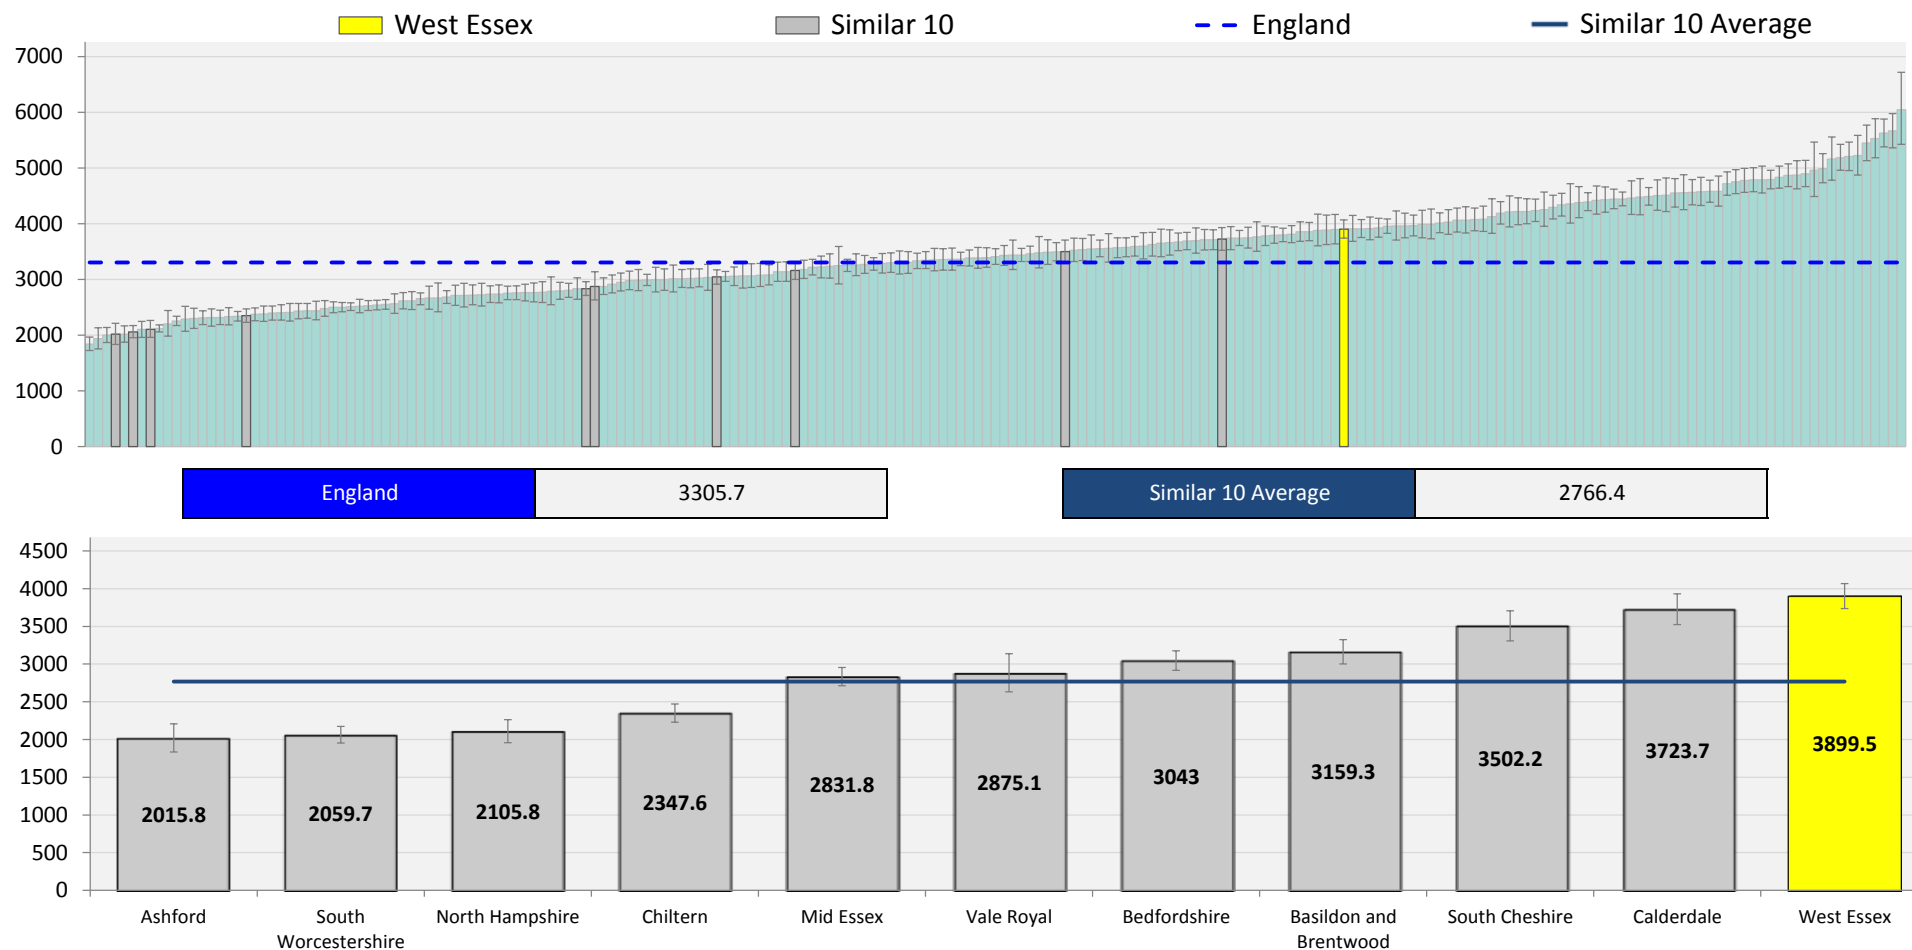 West Essex
Similar 10
England
Similar 10 Average
7000
6000
5000
4000
3000
2000
1000
0
England
3305.7
Similar 10 Average
2766.4
4500
4000
3500
3000
2500
2000
1500
1000
500
0
2015.8
2059.7
2105.8
2347.6
2831.8
2875.1
3043
3159.3
3502.2
3723.7
3899.5
Ashford
South
Worcestershire
North Hampshire
Chiltern
Mid Essex
Vale Royal
Bedfordshire
Basildon and
Brentwood
South Cheshire
Calderdale
West Essex